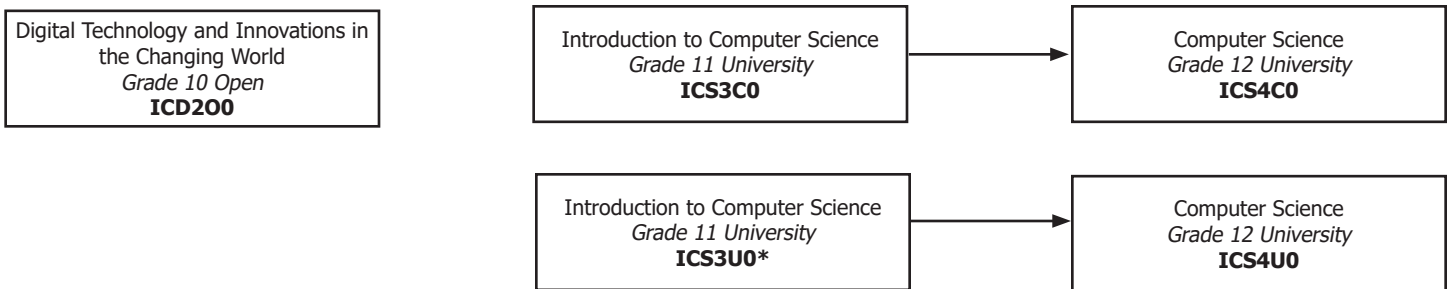 Digital Technology and Innovations in
the Changing World
Grade 10 Open
ICD2O0
Introduction to Computer Science
Grade 11 University
ICS3C0
Computer Science
Grade 12 University
ICS4C0
Introduction to Computer Science
Grade 11 University
ICS3U0*
Computer Science
Grade 12 University
ICS4U0